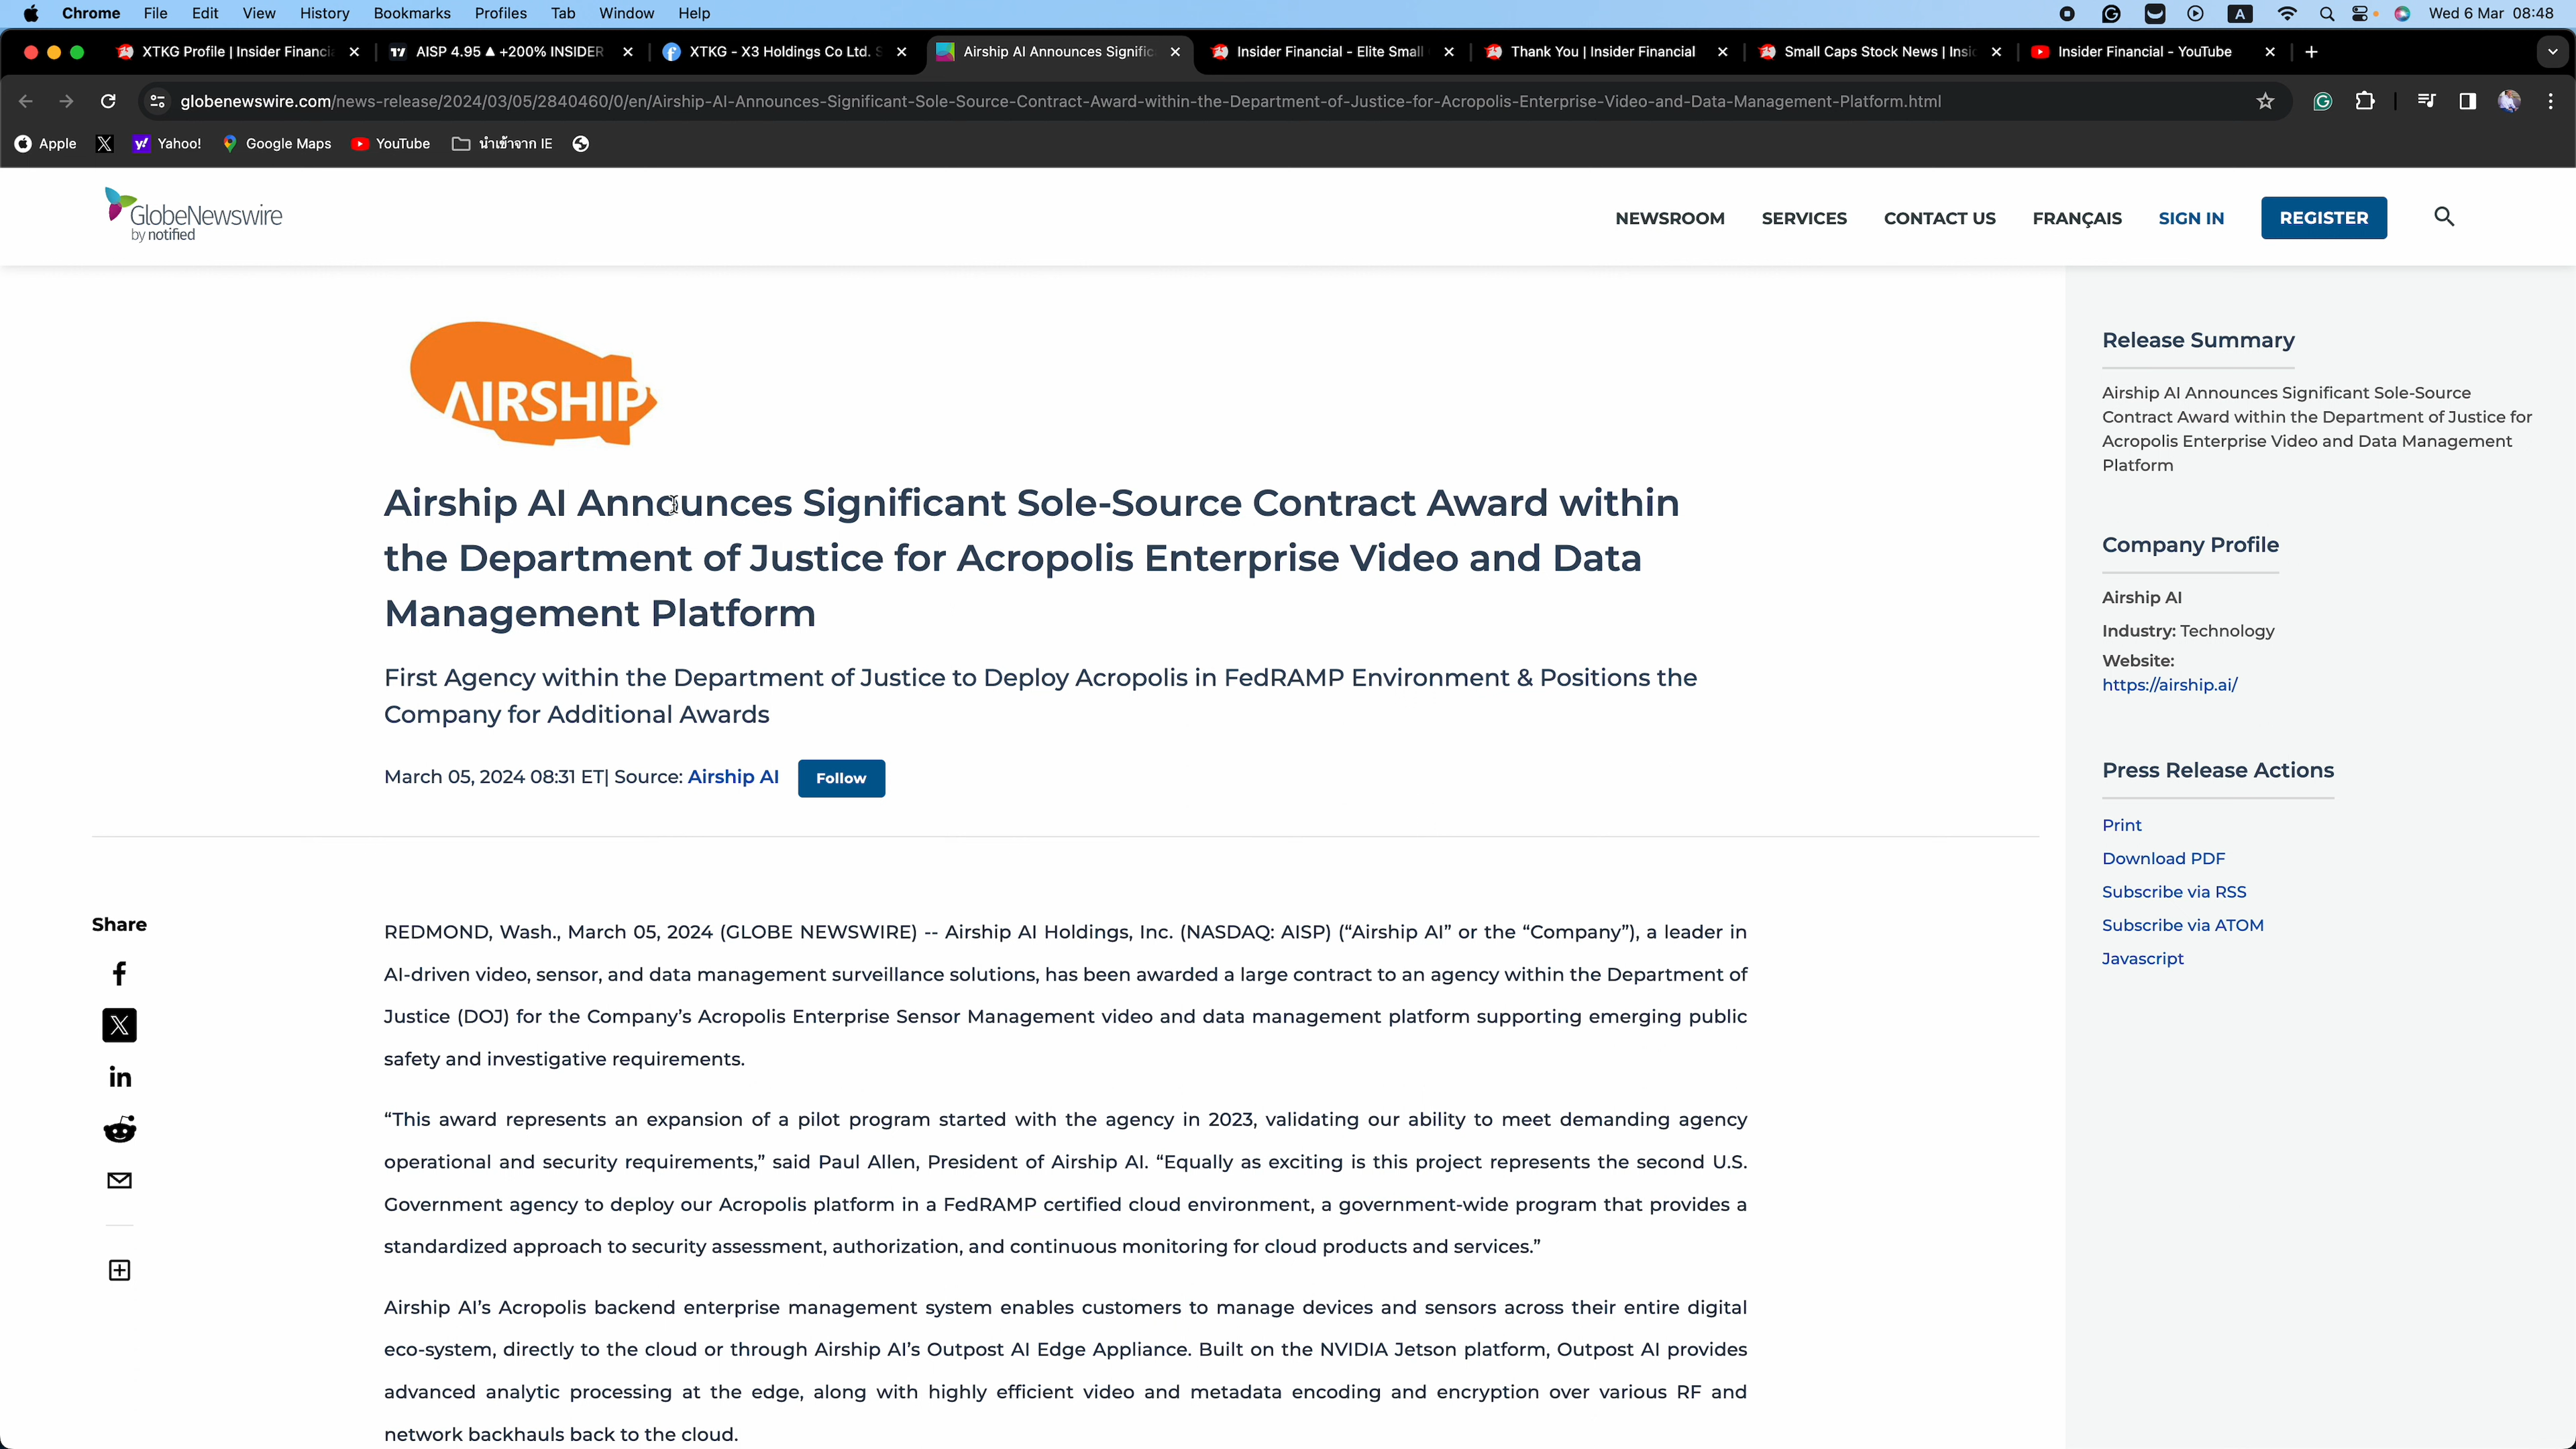 Chrome File Edit View History Bookmarks Profiles Tab Window Help A Wed 6 Mar 08:48
XTKG Profile | Insider Financi AISP 4.95 ▲ +200% INSIDER XTKG - X3 Holdings Co Ltd. S Airship AI Announces Signific Insider Financial - Elite Small Thank You | Insider Financial Small Caps Stock News | Insi Insider Financial - YouTube
globenewswire.com/news-release/2024/03/05/2840460/0/en/Airship-AI-Announces-Significant-Sole-Source-Contract-Award-within-the-Department-of-Justice-for-Acropolis-Enterprise-Video-and-Data-Management-Platform.html
Apple Yahoo! Google Maps YouTube นำเข้าจาก IE
GlobeNewswire
by notified
NEWSROOM SERVICES CONTACT US FRANÇAIS SIGN IN REGISTER
AIRSHIP
Airship AI Announces Significant Sole-Source Contract Award within
the Department of Justice for Acropolis Enterprise Video and Data
Management Platform
First Agency within the Department of Justice to Deploy Acropolis in FedRAMP Environment & Positions the
Company for Additional Awards
March 05, 2024 08:31 ET| Source: Airship AI Follow
Share
REDMOND, Wash., March 05, 2024 (GLOBE NEWSWIRE) -- Airship AI Holdings, Inc. (NASDAQ: AISP) (“Airship AI” or the “Company”), a leader in
AI-driven video, sensor, and data management surveillance solutions, has been awarded a large contract to an agency within the Department of
Justice (DOJ) for the Company’s Acropolis Enterprise Sensor Management video and data management platform supporting emerging public
safety and investigative requirements.
“This award represents an expansion of a pilot program started with the agency in 2023, validating our ability to meet demanding agency
operational and security requirements,” said Paul Allen, President of Airship AI. “Equally as exciting is this project represents the second U.S.
Government agency to deploy our Acropolis platform in a FedRAMP certified cloud environment, a government-wide program that provides a
standardized approach to security assessment, authorization, and continuous monitoring for cloud products and services.”
Airship AI’s Acropolis backend enterprise management system enables customers to manage devices and sensors across their entire digital
eco-system, directly to the cloud or through Airship AI’s Outpost AI Edge Appliance. Built on the NVIDIA Jetson platform, Outpost AI provides
advanced analytic processing at the edge, along with highly efficient video and metadata encoding and encryption over various RF and
network backhauls back to the cloud.
Release Summary
Airship AI Announces Significant Sole-Source
Contract Award within the Department of Justice for
Acropolis Enterprise Video and Data Management
Platform
Company Profile
Airship AI
Industry: Technology
Website:
https://airship.ai/
Press Release Actions
Print
Download PDF
Subscribe via RSS
Subscribe via ATOM
Javascript